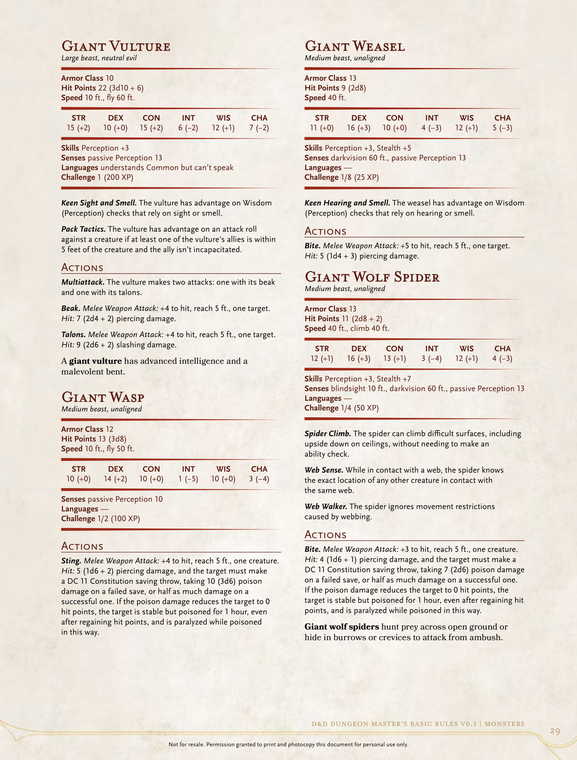 Giant Vulture
Large beast, neutral evil
Armor Class 10
Hit Points 22 (3d10 + 6)
Speed 10 ft., fly 60 ft.
STR DEX CON INT WIS CHA
15 (+2) 10 (+0) 15 (+2) 6 (–2) 12 (+1) 7 (–2)
Skills Perception +3
Senses passive Perception 13
Languages understands Common but can't speak
Challenge 1 (200 XP)
Keen Sight and Smell. The vulture has advantage on Wisdom
(Perception) checks that rely on sight or smell.
Pack Tactics. The vulture has advantage on an attack roll
against a creature if at least one of the vulture's allies is within
5 feet of the creature and the ally isn't incapacitated.
Actions
Multiattack. The vulture makes two attacks: one with its beak
and one with its talons.
Beak. Melee Weapon Attack: +4 to hit, reach 5 ft., one target.
Hit: 7 (2d4 + 2) piercing damage.
Talons. Melee Weapon Attack: +4 to hit, reach 5 ft., one target.
Hit: 9 (2d6 + 2) slashing damage.
A giant vulture has advanced intelligence and a
malevolent bent.
Giant Wasp
Medium beast, unaligned
Armor Class 12
Hit Points 13 (3d8)
Speed 10 ft., fly 50 ft.
STR DEX CON INT WIS CHA
10 (+0) 14 (+2) 10 (+0) 1 (–5) 10 (+0) 3 (–4)
Senses passive Perception 10
Languages —
Challenge 1/2 (100 XP)
Actions
Sting. Melee Weapon Attack: +4 to hit, reach 5 ft., one creature.
Hit: 5 (1d6 + 2) piercing damage, and the target must make
a DC 11 Constitution saving throw, taking 10 (3d6) poison
damage on a failed save, or half as much damage on a
successful one. If the poison damage reduces the target to 0
hit points, the target is stable but poisoned for 1 hour, even
after regaining hit points, and is paralyzed while poisoned
in this way.
Giant Weasel
Medium beast, unaligned
Armor Class 13
Hit Points 9 (2d8)
Speed 40 ft.
STR DEX CON INT WIS CHA
11 (+0) 16 (+3) 10 (+0) 4 (–3) 12 (+1) 5 (–3)
Skills Perception +3, Stealth +5
Senses darkvision 60 ft., passive Perception 13
Languages —
Challenge 1/8 (25 XP)
Keen Hearing and Smell. The weasel has advantage on Wisdom
(Perception) checks that rely on hearing or smell.
Actions
Bite. Melee Weapon Attack: +5 to hit, reach 5 ft., one target.
Hit: 5 (1d4 + 3) piercing damage.
Giant Wolf Spider
Medium beast, unaligned
Armor Class 13
Hit Points 11 (2d8 + 2)
Speed 40 ft., climb 40 ft.
STR DEX CON INT WIS CHA
12 (+1) 16 (+3) 13 (+1) 3 (–4) 12 (+1) 4 (–3)
Skills Perception +3, Stealth +7
Senses blindsight 10 ft., darkvision 60 ft., passive Perception 13
Languages —
Challenge 1/4 (50 XP)
Spider Climb. The spider can climb difficult surfaces, including
upside down on ceilings, without needing to make an
ability check.
Web Sense. While in contact with a web, the spider knows
the exact location of any other creature in contact with
the same web.
Web Walker. The spider ignores movement restrictions
caused by webbing.
Actions
Bite. Melee Weapon Attack: +3 to hit, reach 5 ft., one creature.
Hit: 4 (1d6 + 1) piercing damage, and the target must make a
DC 11 Constitution saving throw, taking 7 (2d6) poison damage
on a failed save, or half as much damage on a successful one.
If the poison damage reduces the target to 0 hit points, the
target is stable but poisoned for 1 hour, even after regaining hit
points, and is paralyzed while poisoned in this way.
Giant wolf spiders hunt prey across open ground or
hide in burrows or crevices to attack from ambush.
D&D Dungeon Master's Basic Rules v0.3 | Monsters
29
Not for resale. Permission granted to print and photocopy this document for personal use only.